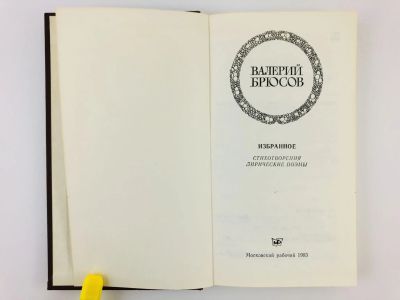 ВАЛЕРИЙ
БРЮСОВ
ИЗБРАННОЕ
СТИХОТВОРЕНИЯ
ЛИРИЧЕСКИЕ ПОЭМЫ
Московский рабочий 1983